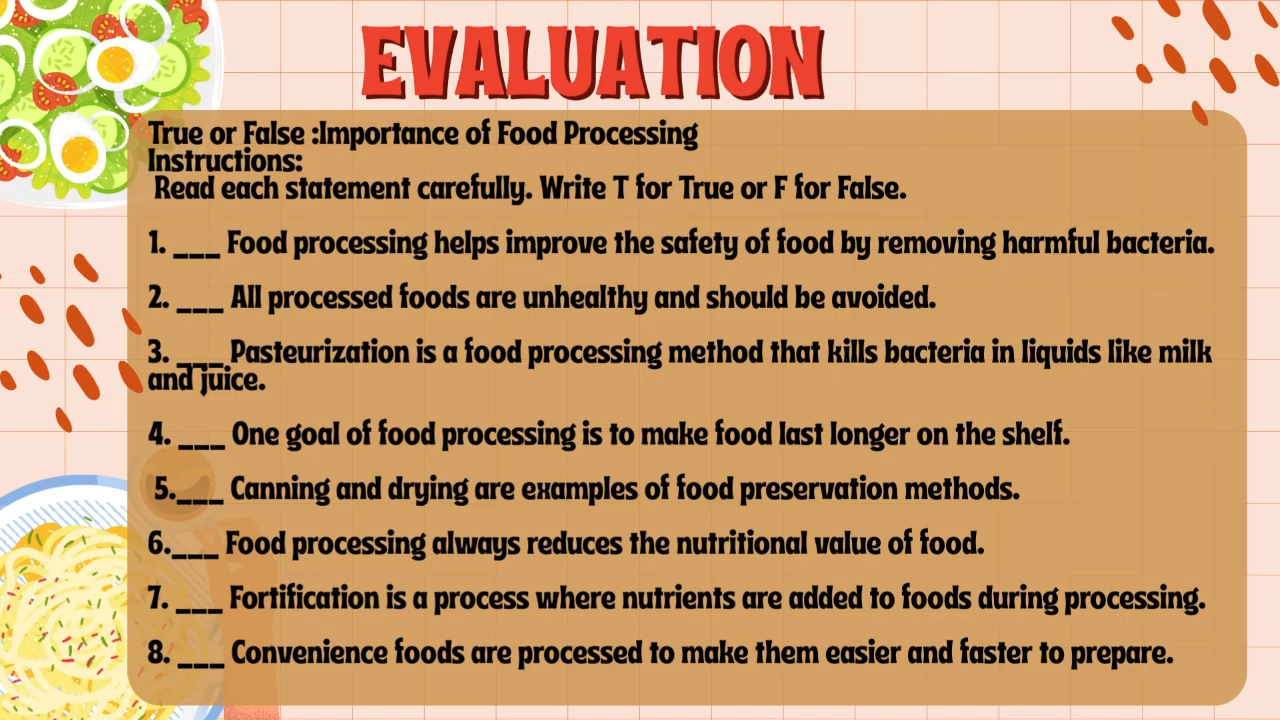 EVALUATION
True or False :Importance of Food Processing
Instructions:
Read each statement carefully. Write T for True or F for False.
1. ___ Food processing helps improve the safety of food by removing harmful bacteria.
2. ___ All processed foods are unhealthy and should be avoided.
3. ___Pasteurization is a food processing method that kills bacteria in liquids like milk
and juice.
4. ___ One goal of food processing is to make food last longer on the shelf.
5.___ Canning and drying are examples of food preservation methods.
6.___ Food processing always reduces the nutritional value of food.
7. ___ Fortification is a process where nutrients are added to foods during processing.
8. ___ Convenience foods are processed to make them easier and faster to prepare.